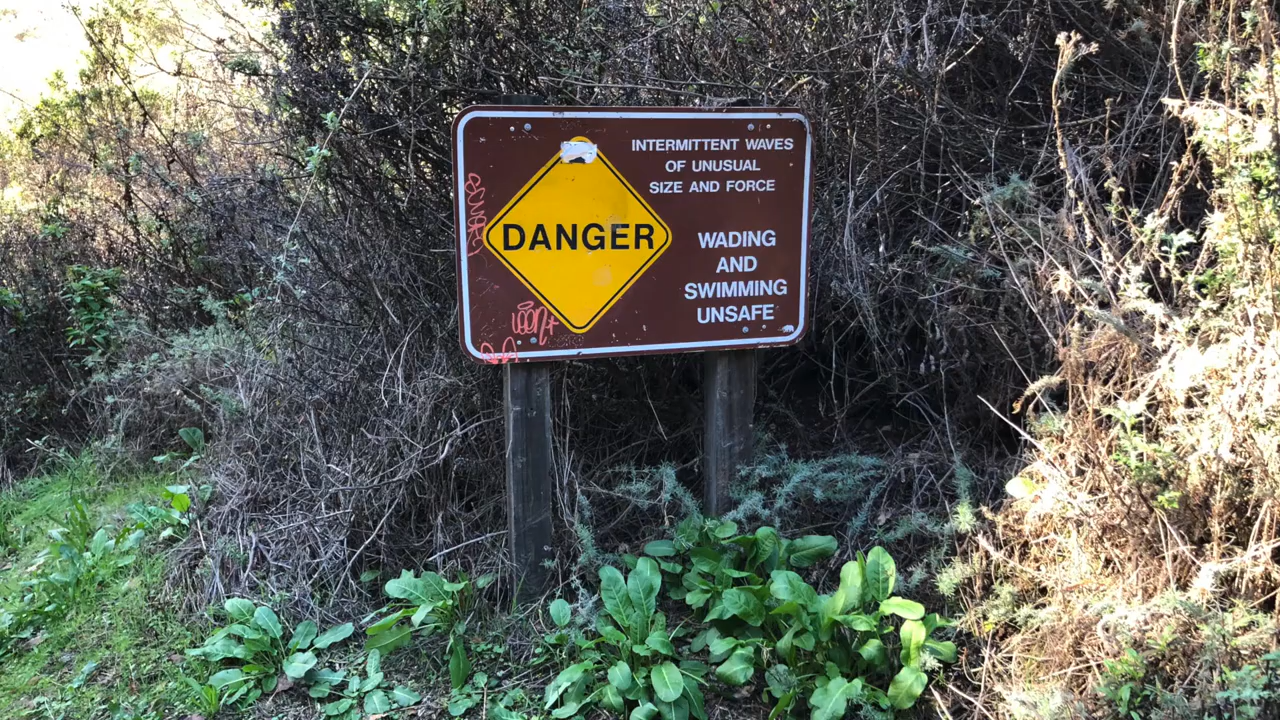 DANGER
INTERMITTENT WAVES
OF UNUSUAL
SIZE AND FORCE
WADING
AND
SWIMMING
UNSAFE